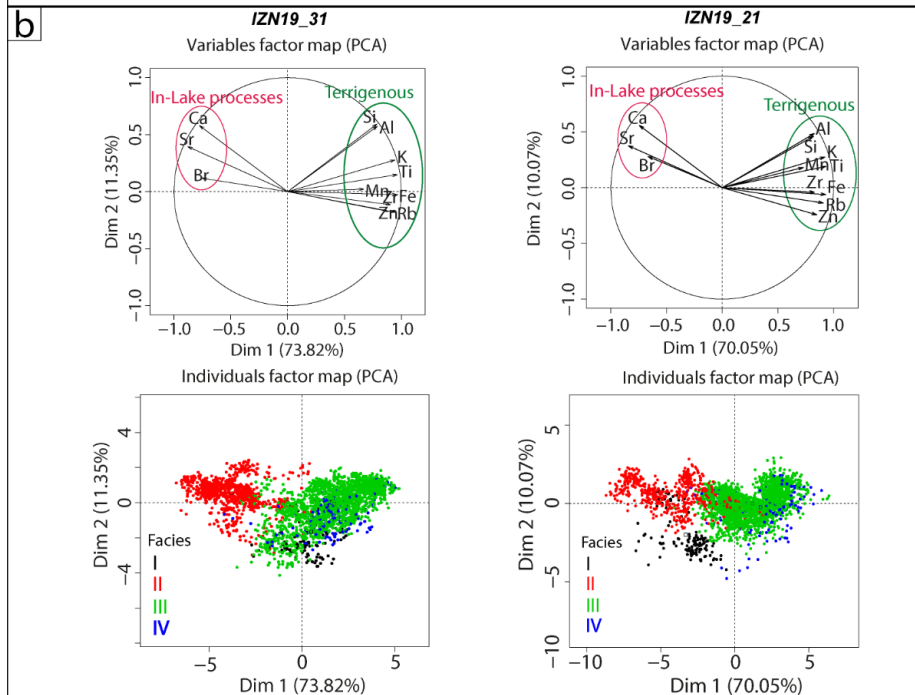 b
IZN19_31
Variables factor map (PCA)
In-Lake processes
Terrigenous
Ca
Sr
Br
Si
Al
K
Ti
Mn
Zr Fe
Zn Rb
1.0
0.5
0.0
−0.5
−1.0
Dim 2 (11.35%)
−1.0 −0.5 0.0 0.5 1.0
Dim 1 (73.82%)
IZN19_21
Variables factor map (PCA)
In-Lake processes
Terrigenous
Ca
Sr
Br
Al
Si
K
Mn Ti
Zr Fe
Rb
Zn
1.0
0.5
0.0
−0.5
−1.0
Dim 2 (10.07%)
−1.0 −0.5 0.0 0.5 1.0
Dim 1 (70.05%)
Individuals factor map (PCA)
4
0
−4
Dim 2 (11.35%)
Facies
I
II
III
IV
−5 0 5
Dim 1 (73.82%)
Individuals factor map (PCA)
5
0
−5
−10
Dim 2 (10.07%)
Facies
I
II
III
IV
−10 −5 0 5
Dim 1 (70.05%)